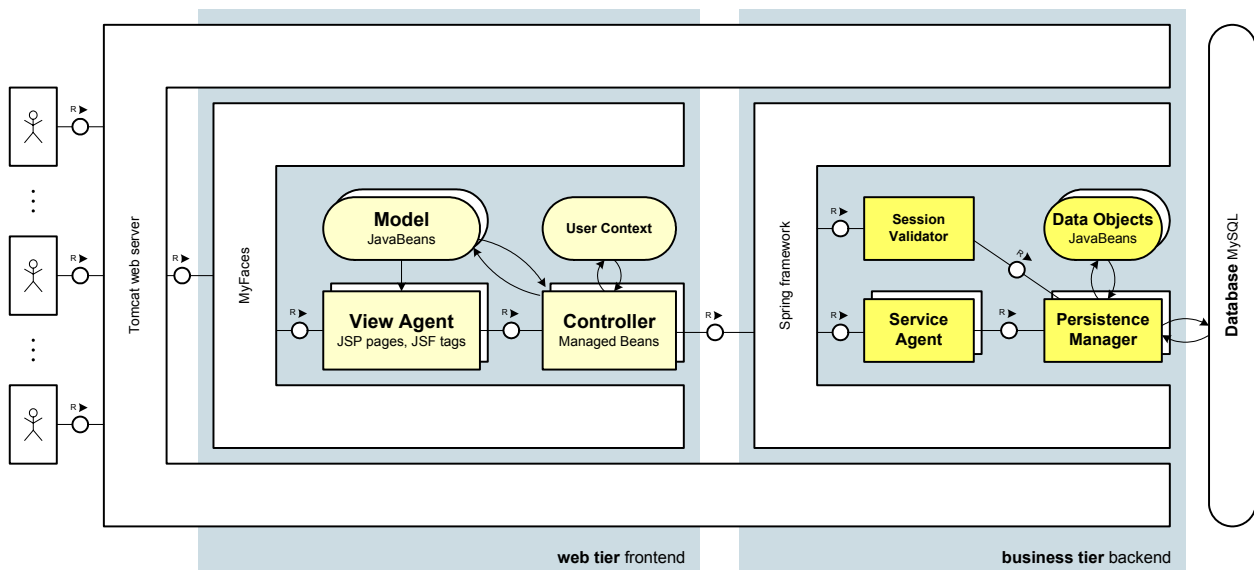 R
R
R
Tomcat web server
R
MyFaces
R
Model
JavaBeans
User Context
View Agent
JSP pages, JSF tags
R
Controller
Managed Beans
R
web tier frontend
Spring framework
R
Session
Validator
R
Data Objects
JavaBeans
R
Service
Agent
R
Persistence
Manager
business tier backend
Database MySQL